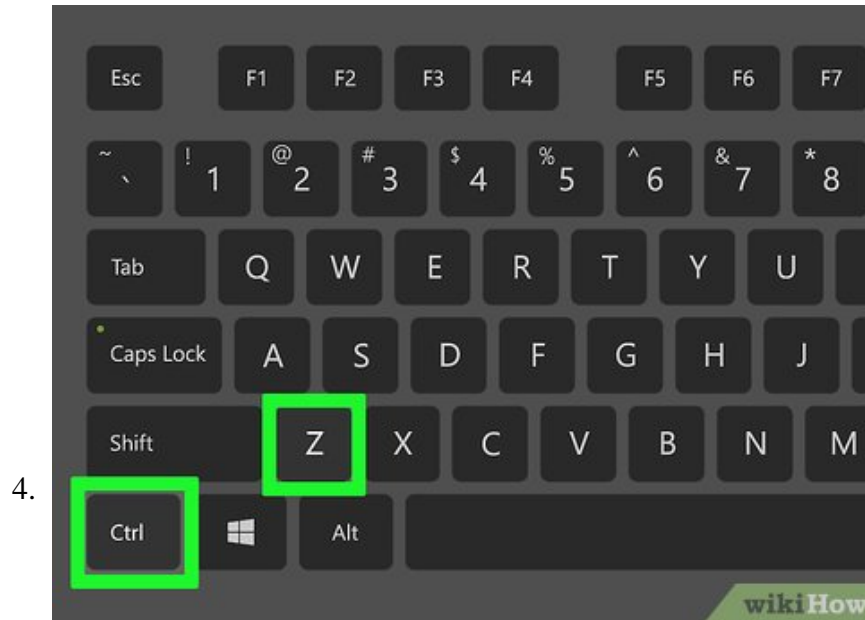 Esc F1 F2 F3 F4 F5 F6 F7
~ ` ! 1 @ 2 # 3 $ 4 % 5 ^ 6 & 7 * 8
Tab Q W E R T Y U
Caps Lock A S D F G H J
Shift Z X C V B N M
4.
Ctrl Alt
wikiHow